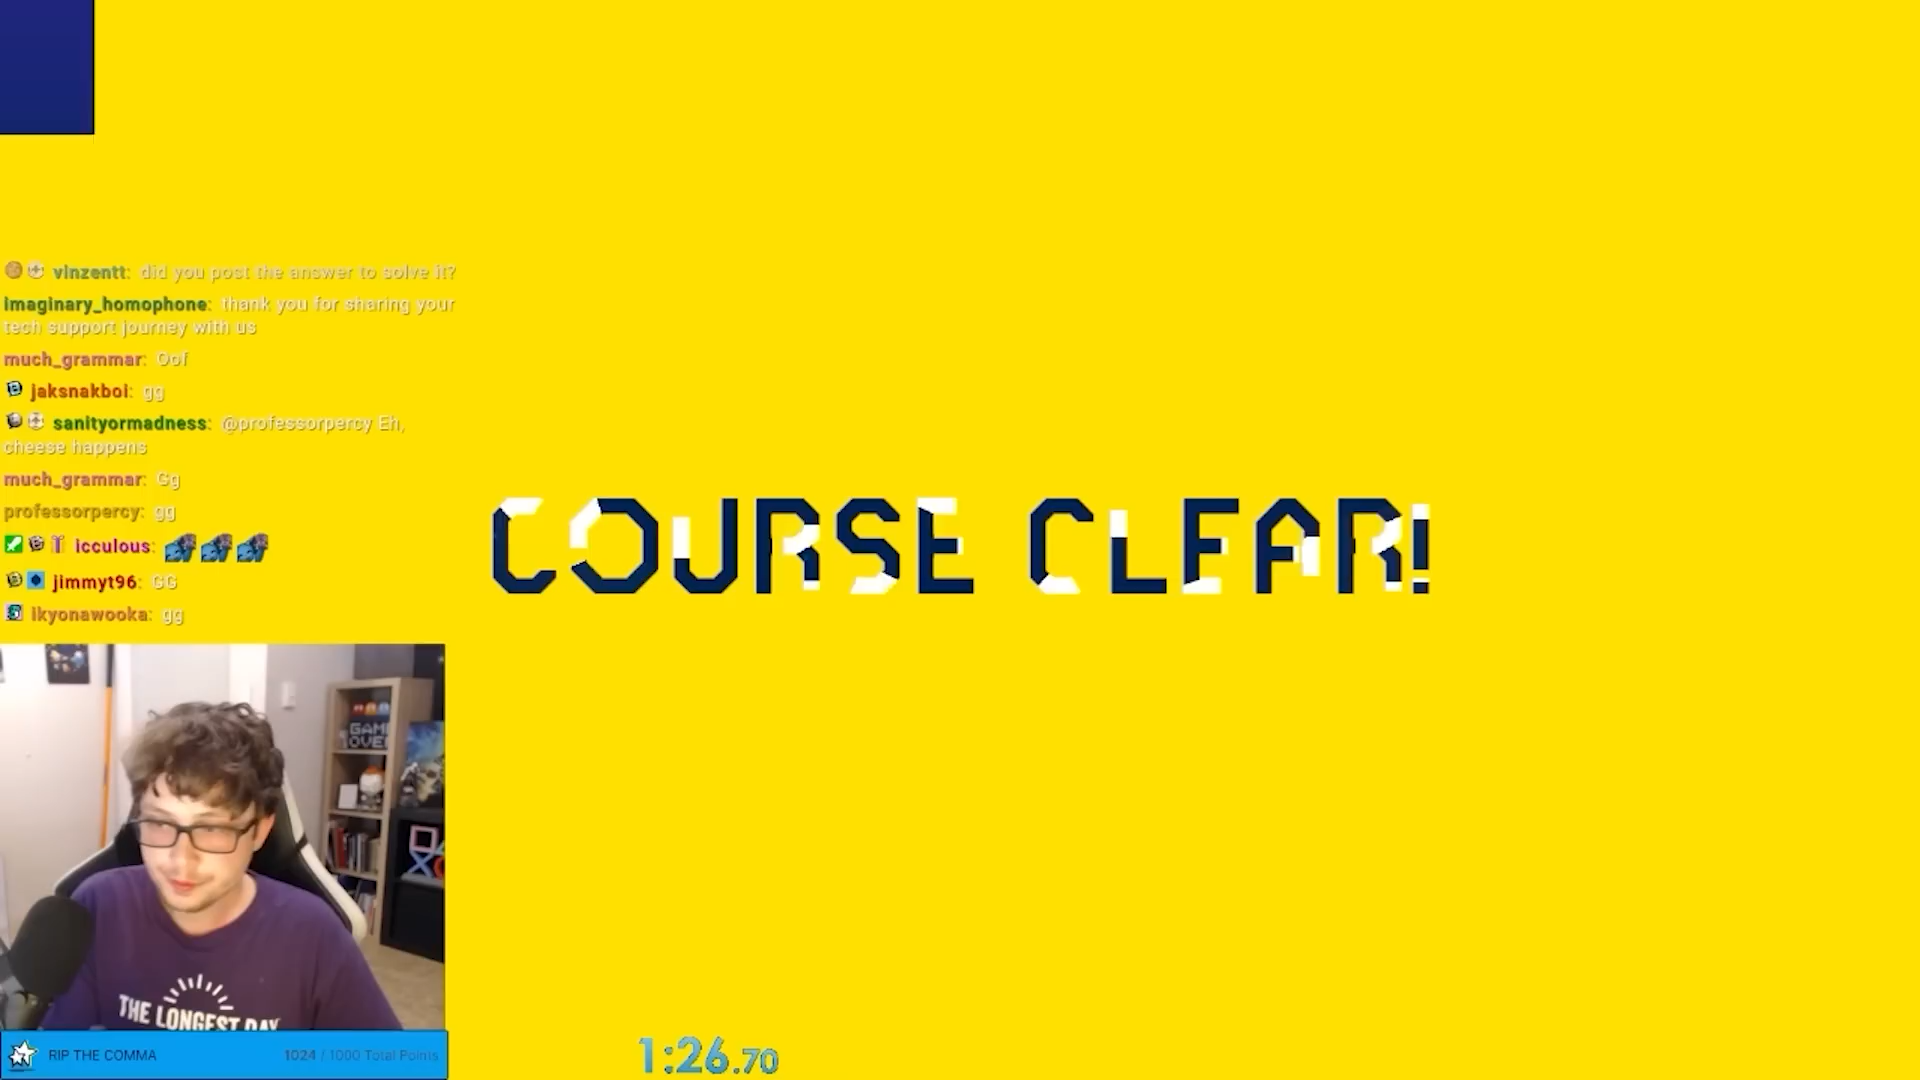 vinzentt: did you post the answer to solve it?
imaginary_homophone: thank you for sharing your
tech support journey with us
much_grammar: Oof
jaksnakboi: gg
sanityormadness: @professorpercy Eh,
cheese happens
much_grammar: Gg
professorpercy: gg
icculous:
jimmyt96: GG
ikyonawooka: gg
COURSE CLEAR!
GAME
OVER
THE LONGEST DAY
RIP THE COMMA 1024 / 1000 Total Points
1:26.70